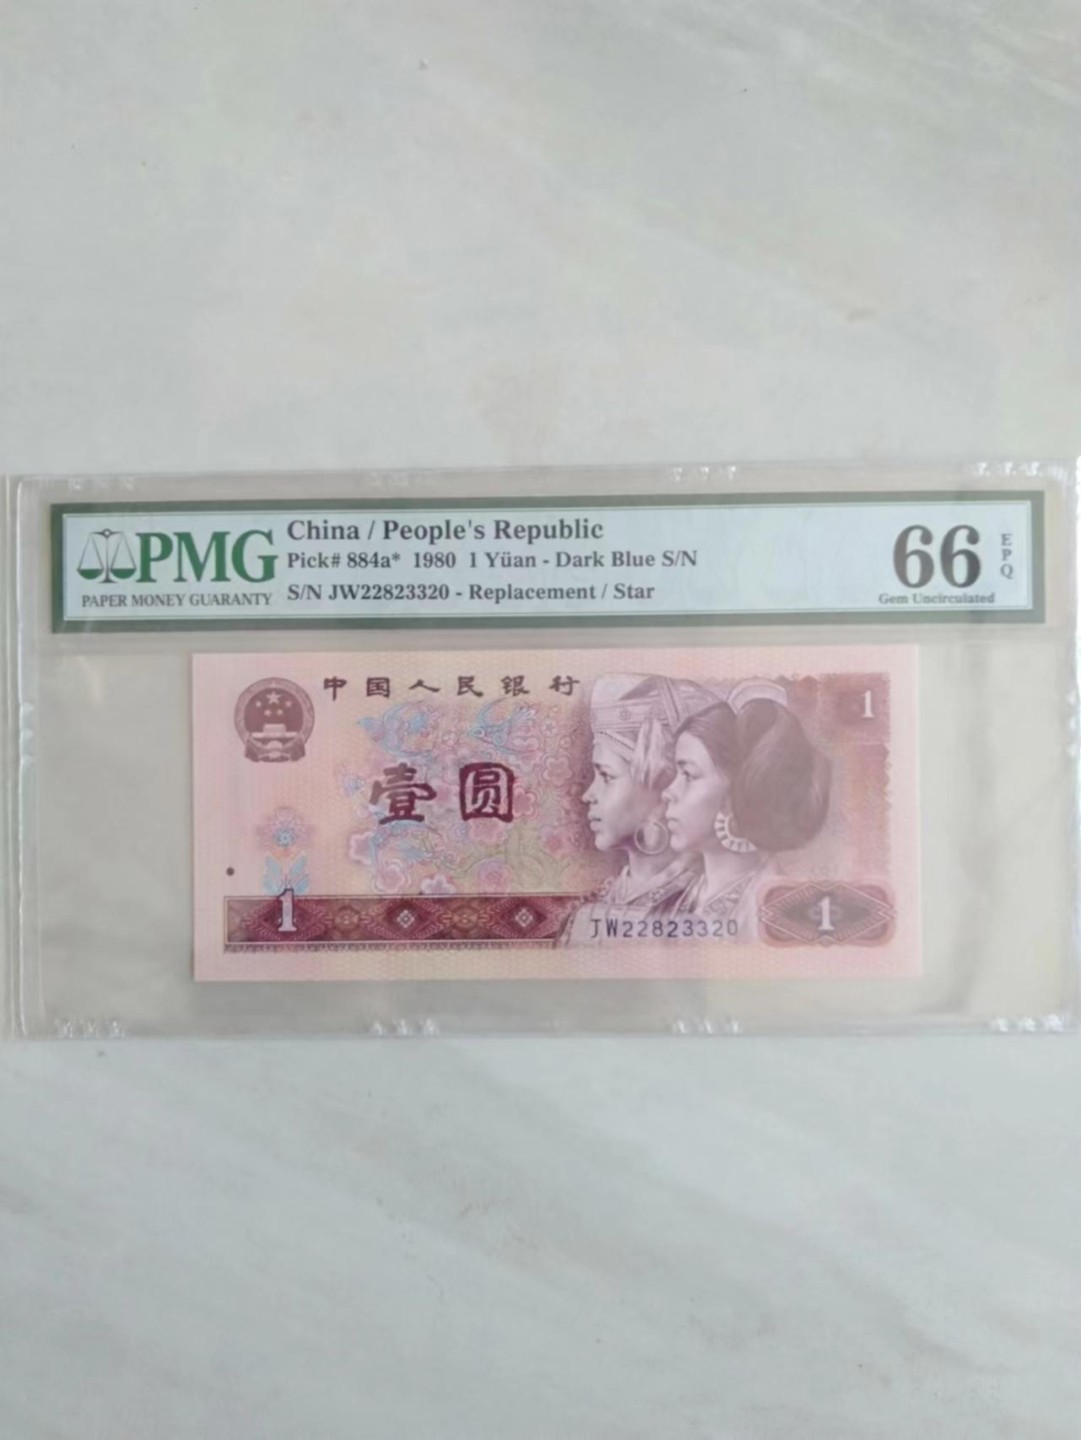 PMG
PAPER MONEY GUARANTY
China / People's Republic
Pick# 884a* 1980 1 Yüan - Dark Blue S/N
S/N JW22823320 - Replacement / Star
66
EPQ
Gem Uncirculated
中国人民银行
1
壹圆
1
JW22823320
1